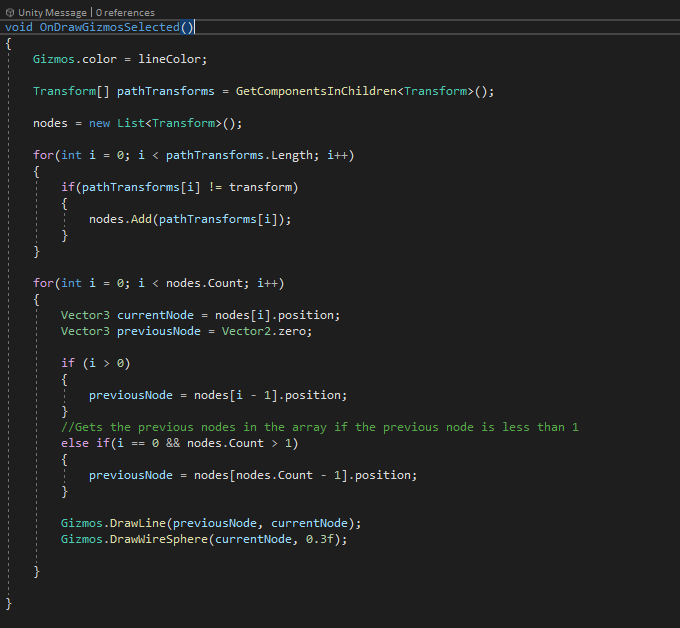 Unity Message | 0 references
void OnDrawGizmosSelected()
{
Gizmos.color = lineColor;
Transform[] pathTransforms = GetComponentsInChildren<Transform>();
nodes = new List<Transform>();
for(int i = 0; i < pathTransforms.Length; i++)
{
if(pathTransforms[i] != transform)
{
nodes.Add(pathTransforms[i]);
}
}
for(int i = 0; i < nodes.Count; i++)
{
Vector3 currentNode = nodes[i].position;
Vector3 previousNode = Vector2.zero;
if (i > 0)
{
previousNode = nodes[i - 1].position;
}
//Gets the previous nodes in the array if the previous node is less than 1
else if(i == 0 && nodes.Count > 1)
{
previousNode = nodes[nodes.Count - 1].position;
}
Gizmos.DrawLine(previousNode, currentNode);
Gizmos.DrawWireSphere(currentNode, 0.3f);
}
}